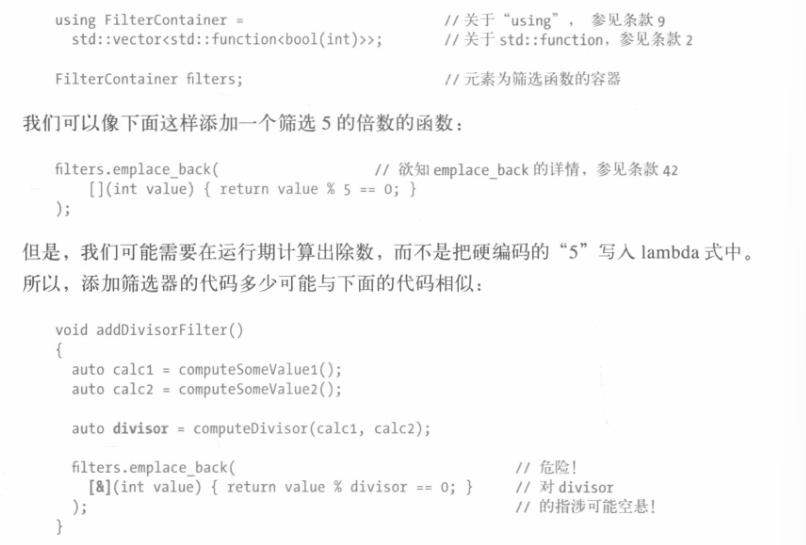 using FilterContainer = // 关于“using”， 参见条款 9
std::vector<std::function<bool(int)>>; // 关于 std::function，参见条款 2
FilterContainer filters; // 元素为筛选函数的容器
我们可以像下面这样添加一个筛选 5 的倍数的函数：
filters.emplace_back( // 欲知 emplace_back 的详情，参见条款 42
[](int value) { return value % 5 == 0; }
);
但是，我们可能需要在运行期计算出除数，而不是把硬编码的“5”写入 lambda 式中。
所以，添加筛选器的代码多少可能与下面的代码相似：
void addDivisorFilter()
{
auto calc1 = computeSomeValue1();
auto calc2 = computeSomeValue2();
auto divisor = computeDivisor(calc1, calc2);
filters.emplace_back( // 危险！
[&](int value) { return value % divisor == 0; } // 对 divisor
); // 的指涉可能空悬！
}